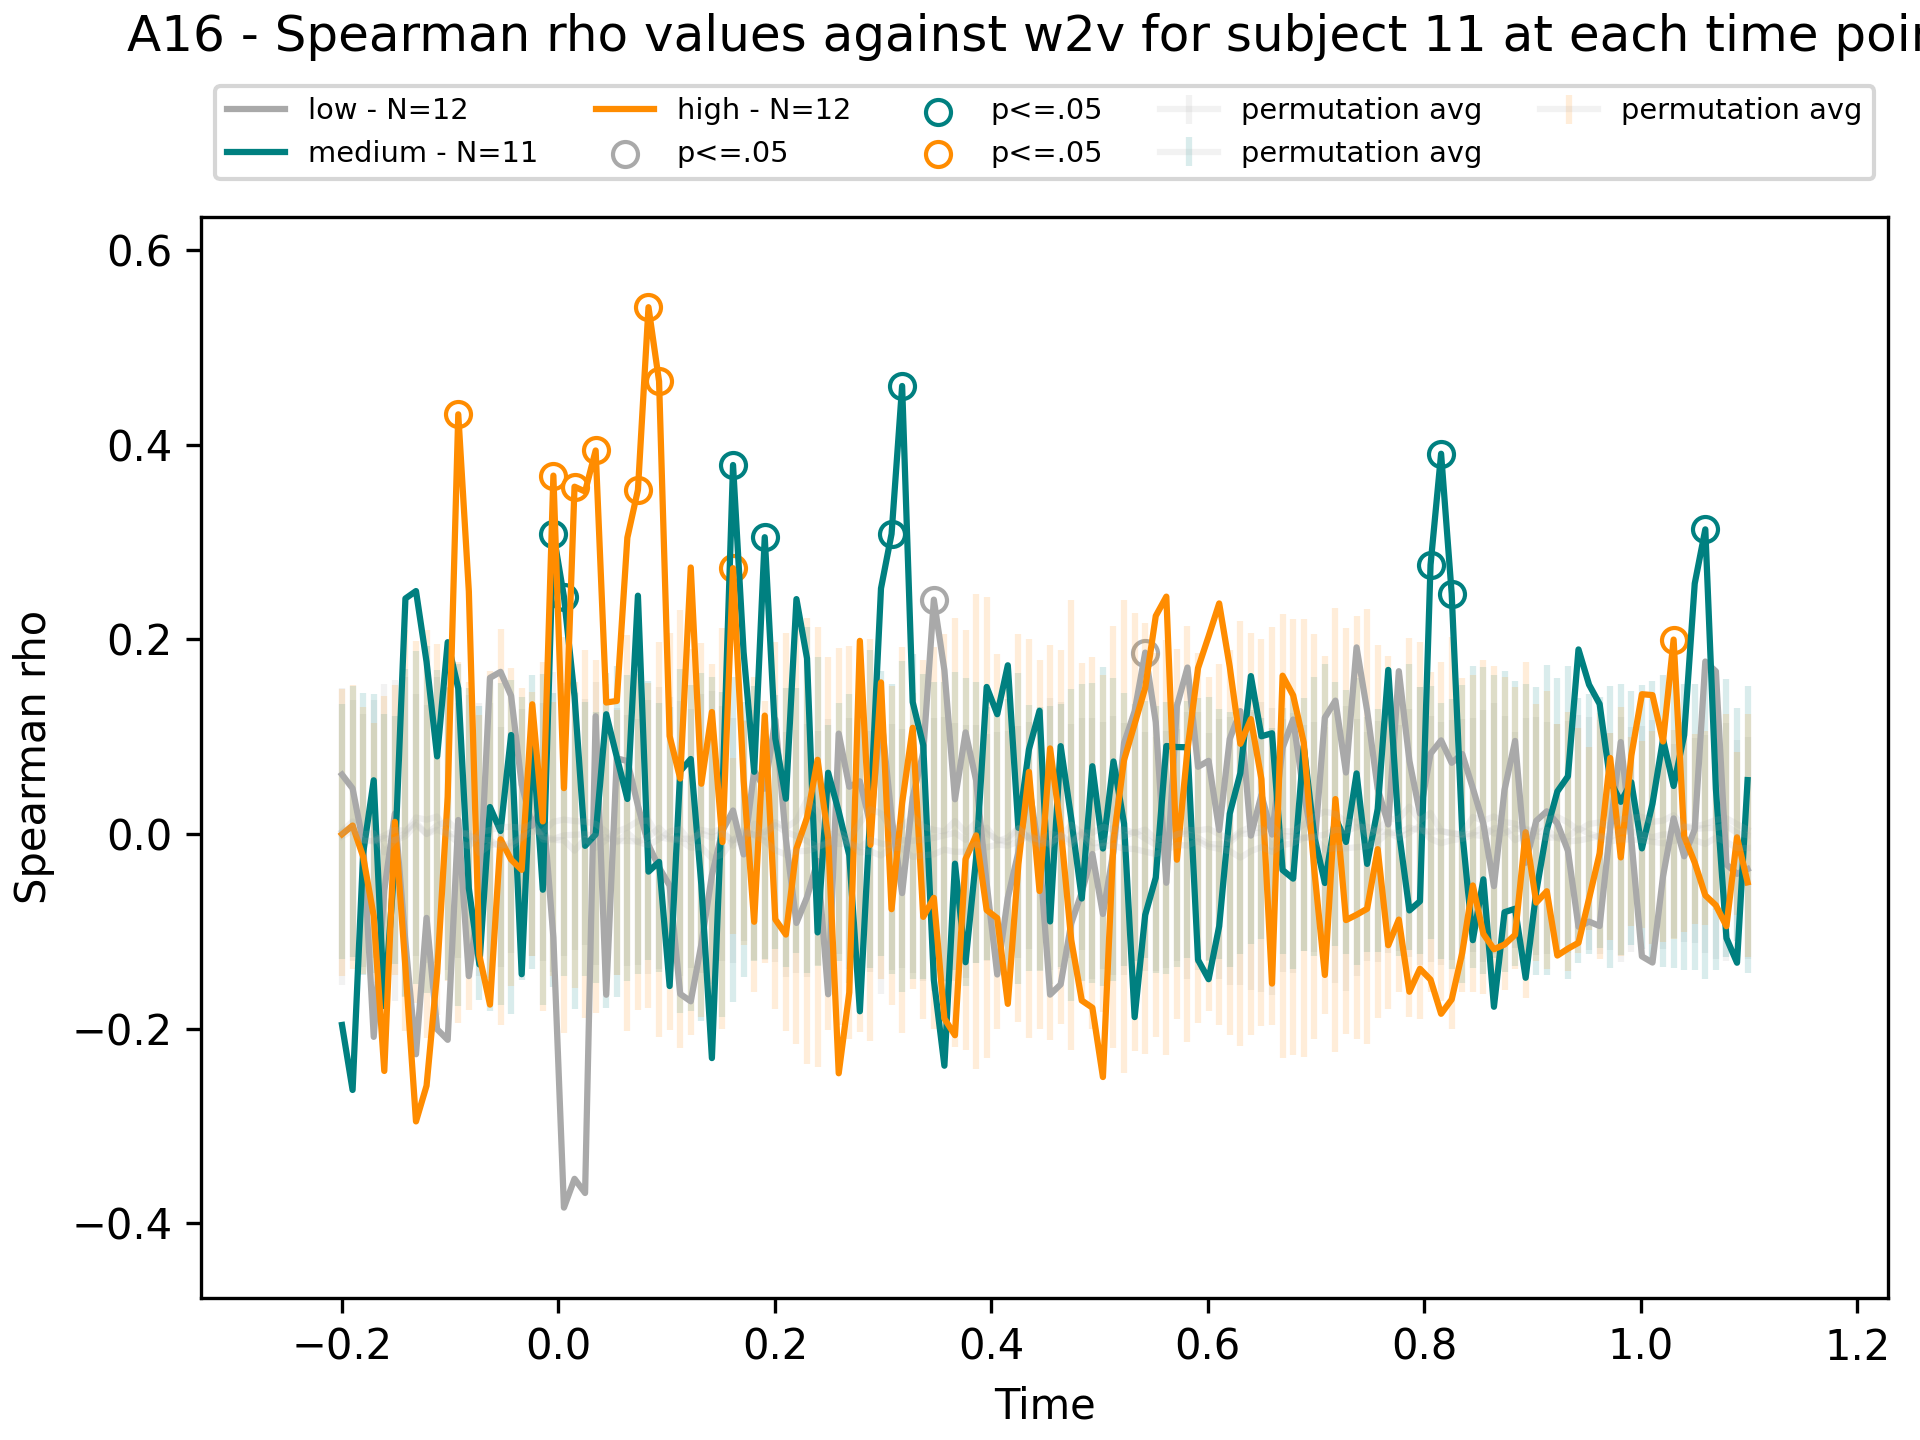 A16 - Spearman rho values against w2v for subject 11 at each time poi
low - N=12 high - N=12 p<=.05 permutation avg permutation avg
medium - N=11 p<=.05 p<=.05 permutation avg
Spearman rho
0.6
0.4
0.2
0.0
−0.2
−0.4
−0.2 0.0 0.2 0.4 0.6 0.8 1.0 1.2
Time